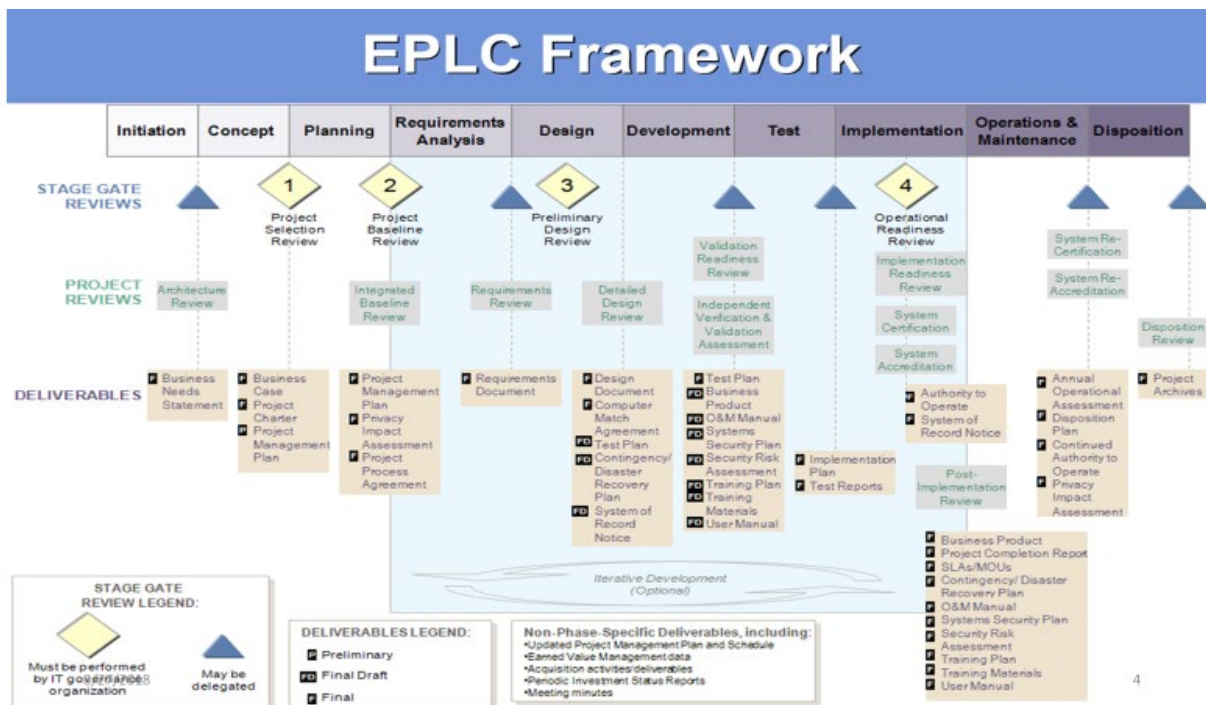 EPLC Framework
Initiation
Concept
Planning
Requirements
Analysis
Design
Development
Test
Implementation
Operations &
Maintenance
Disposition
STAGE GATE
REVIEWS
1
Project
Selection
Review
2
Project
Baseline
Review
3
Preliminary
Design
Review
4
Operational
Readiness
Review
PROJECT
REVIEWS
Architecture
Review
Integrated
Baseline
Review
Requirements
Review
Detailed
Design
Review
Validation
Readiness
Review
Independent
Verification &
Validation
Assessment
Implementation
Readiness
Review
System
Certification
System
Accreditation
System Re-
Certification
System Re-
Accreditation
Disposition
Review
DELIVERABLES
F Business
Needs
Statement
F Business
Case
F Project
Charter
P Project
Management
Plan
F Project
Management
Plan
F Privacy
Impact
Assessment
F Project
Process
Agreement
F Requirements
Document
F Design
Document
F Computer
Match
Agreement
FD Test Plan
FD Contingency/
Disaster
Recovery
Plan
FD System of
Record
Notice
F Test Plan
FD Business
Product
FD O&M Manual
FD Systems
Security Plan
FD Security Risk
Assessment
FD Training Plan
FD Training
Materials
FD User Manual
F Implementation
Plan
F Test Reports
F Authority to
Operate
F System of
Record Notice
Post-
Implementation
Review
F Business Product
F Project Completion Report
F SLAs/MOUs
F Contingency/ Disaster
Recovery Plan
F O&M Manual
F Systems Security Plan
F Security Risk
Assessment
F Training Plan
F Training Materials
F User Manual
F Annual
Operational
Assessment
F Disposition
Plan
F Continued
Authority to
Operate
F Privacy
Impact
Assessment
F Project
Archives
Iterative Development
(Optional)
STAGE GATE
REVIEW LEGEND:
Must be performed
by IT governance
organization
May be
delegated
DELIVERABLES LEGEND:
P Preliminary
FD Final Draft
F Final
Non-Phase-Specific Deliverables, including:
•Updated Project Management Plan and Schedule
•Earned Value Management data
•Acquisition activities/deliverables
•Periodic Investment Status Reports
•Meeting minutes
4